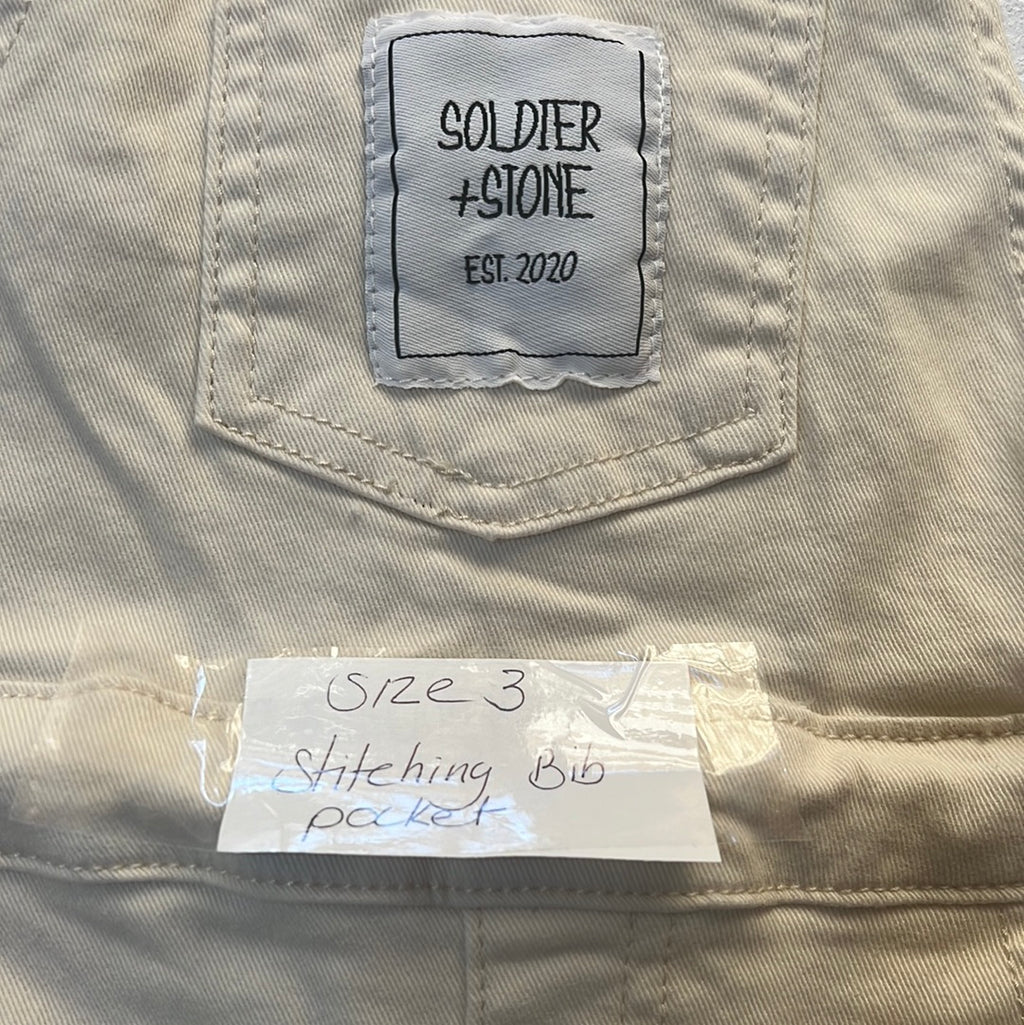 SOLDIER
+STONE
EST. 2020
Size 3
Stitching Bib
pocket